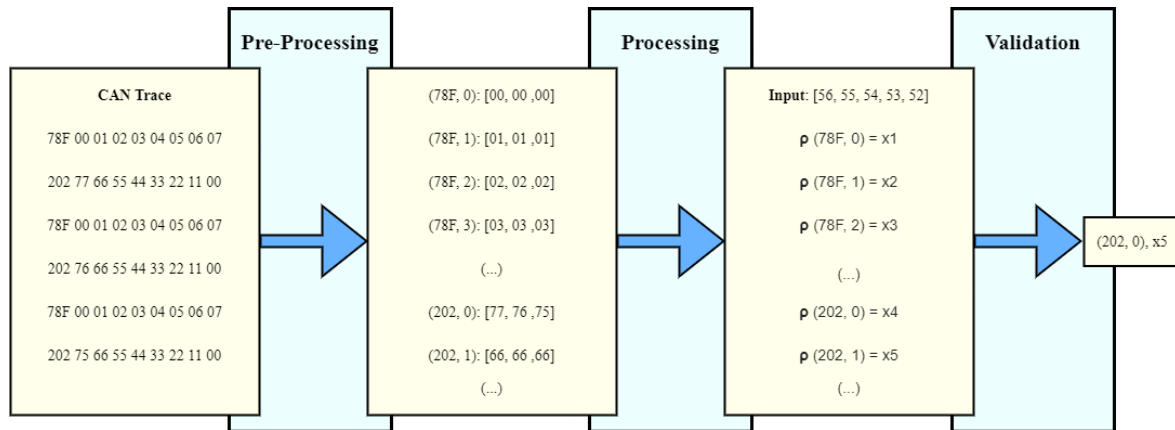 Pre-Processing
Processing
Validation
CAN Trace
78F 00 01 02 03 04 05 06 07
202 77 66 55 44 33 22 11 00
78F 00 01 02 03 04 05 06 07
202 76 66 55 44 33 22 11 00
78F 00 01 02 03 04 05 06 07
202 75 66 55 44 33 22 11 00
(78F, 0): [00, 00 ,00]
(78F, 1): [01, 01 ,01]
(78F, 2): [02, 02 ,02]
(78F, 3): [03, 03 ,03]
(...)
(202, 0): [77, 76 ,75]
(202, 1): [66, 66 ,66]
(...)
Input: [56, 55, 54, 53, 52]
ρ (78F, 0) = x1
ρ (78F, 1) = x2
ρ (78F, 2) = x3
(...)
ρ (202, 0) = x4
ρ (202, 1) = x5
(...)
(202, 0), x5